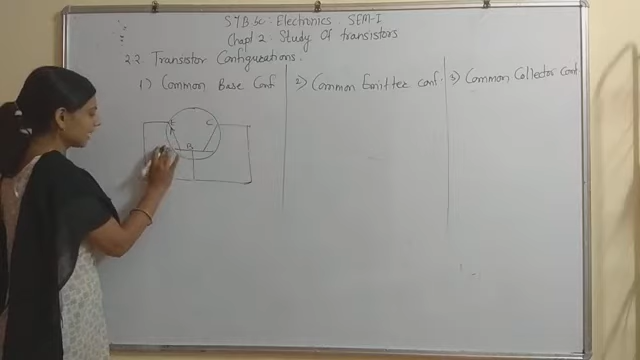 SYBSc: Electronics. SEM-I
Chapt 2: Study Of transistors
2.2 Transistor Configurations.
1) Common Base Conf
2) Common Emitter Conf.
3) Common Collector Conf.
E
C
B